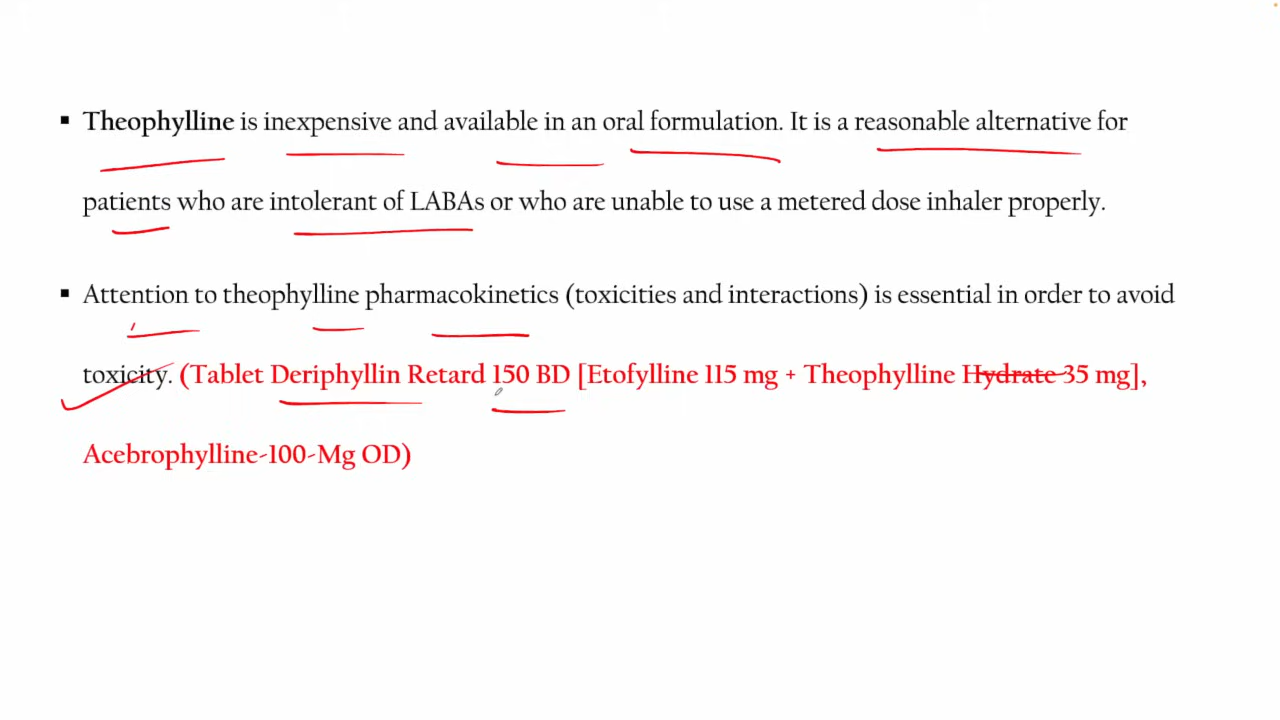 ▪ Theophylline is inexpensive and available in an oral formulation. It is a reasonable alternative for
patients who are intolerant of LABAs or who are unable to use a metered dose inhaler properly.
▪ Attention to theophylline pharmacokinetics (toxicities and interactions) is essential in order to avoid
toxicity. (Tablet Deriphyllin Retard 150 BD [Etofylline 115 mg + Theophylline Hydrate 35 mg],
Acebrophylline-100-Mg OD)